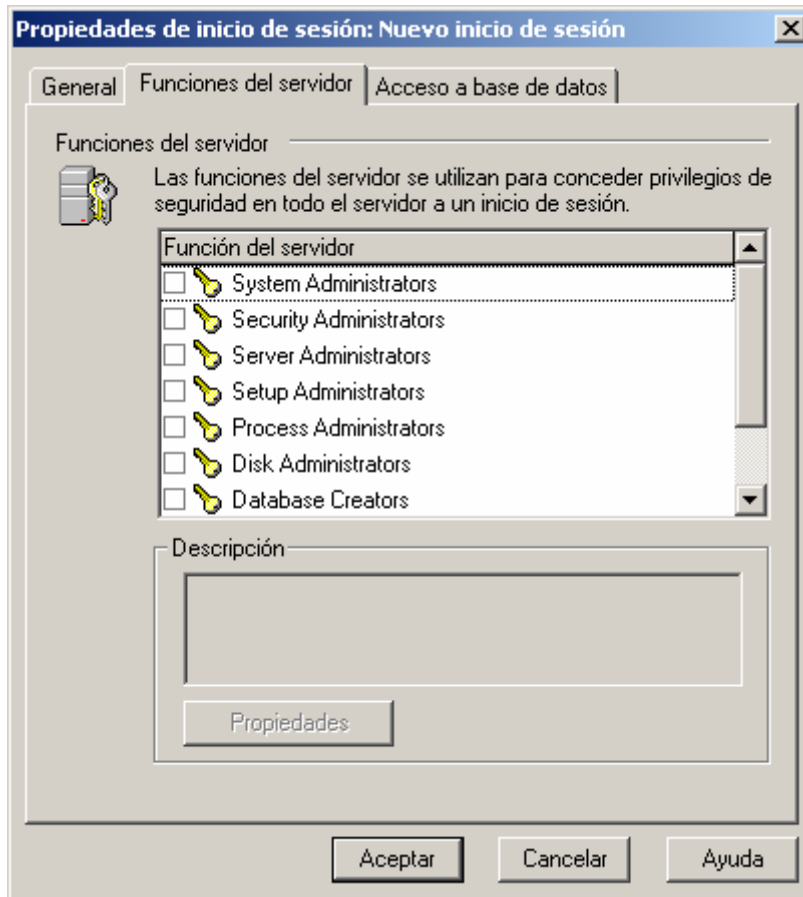 Propiedades de inicio de sesión: Nuevo inicio de sesión
General
Funciones del servidor
Acceso a base de datos
Funciones del servidor
Las funciones del servidor se utilizan para conceder privilegios de
seguridad en todo el servidor a un inicio de sesión.
Función del servidor
System Administrators
Security Administrators
Server Administrators
Setup Administrators
Process Administrators
Disk Administrators
Database Creators
Descripción
Propiedades
Aceptar
Cancelar
Ayuda